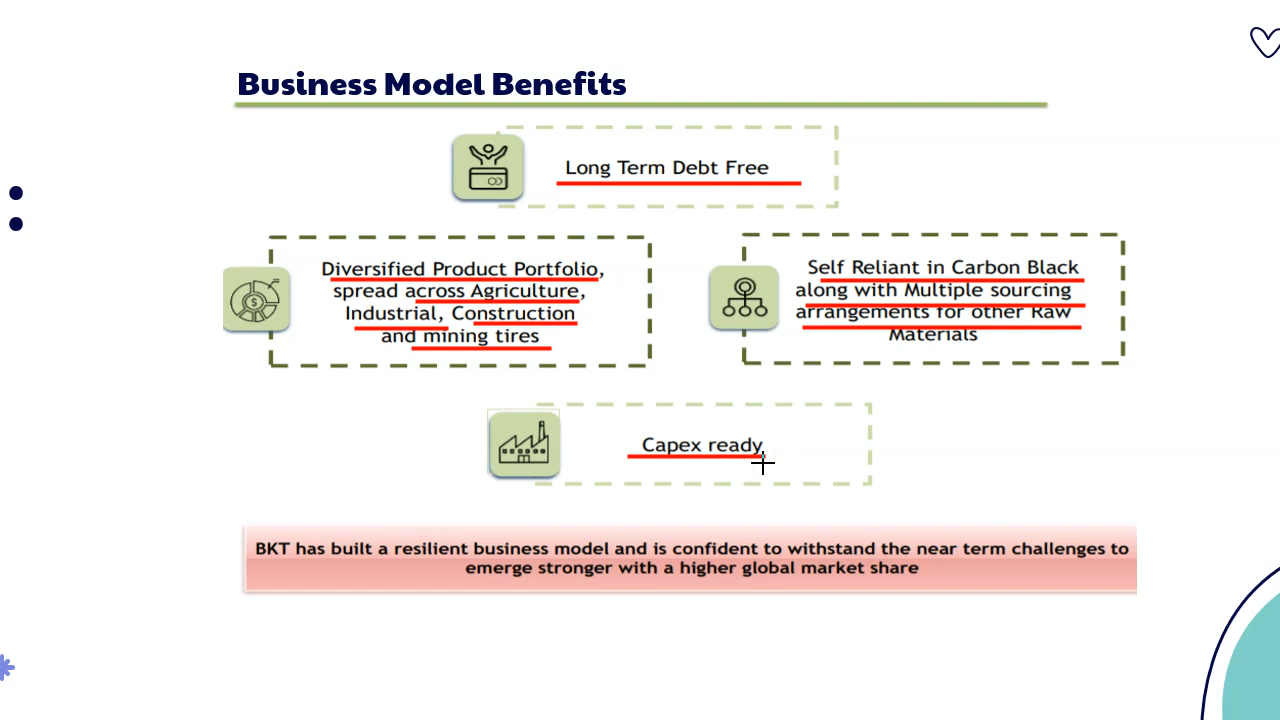 Business Model Benefits
Long Term Debt Free
Diversified Product Portfolio,
spread across Agriculture,
Industrial, Construction
and mining tires
Self Reliant in Carbon Black
along with Multiple sourcing
arrangements for other Raw
Materials
Capex ready
BKT has built a resilient business model and is confident to withstand the near term challenges to
emerge stronger with a higher global market share